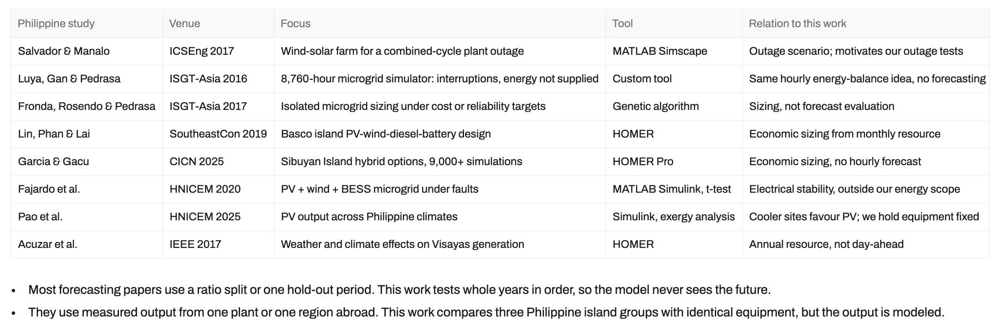 Philippine study Venue Focus Tool Relation to this work
Salvador & Manalo ICSEng 2017 Wind-solar farm for a combined-cycle plant outage MATLAB Simscape Outage scenario; motivates our outage tests
Luya, Gan & Pedrasa ISGT-Asia 2016 8,760-hour microgrid simulator: interruptions, energy not supplied Custom tool Same hourly energy-balance idea, no forecasting
Fronda, Rosendo & Pedrasa ISGT-Asia 2017 Isolated microgrid sizing under cost or reliability targets Genetic algorithm Sizing, not forecast evaluation
Lin, Phan & Lai SoutheastCon 2019 Basco island PV-wind-diesel-battery design HOMER Economic sizing from monthly resource
Garcia & Gacu CICN 2025 Sibuyan Island hybrid options, 9,000+ simulations HOMER Pro Economic sizing, no hourly forecast
Fajardo et al. HNICEM 2020 PV + wind + BESS microgrid under faults MATLAB Simulink, t-test Electrical stability, outside our energy scope
Pao et al. HNICEM 2025 PV output across Philippine climates Simulink, exergy analysis Cooler sites favour PV; we hold equipment fixed
Acuzar et al. IEEE 2017 Weather and climate effects on Visayas generation HOMER Annual resource, not day-ahead
• Most forecasting papers use a ratio split or one hold-out period. This work tests whole years in order, so the model never sees the future.
• They use measured output from one plant or one region abroad. This work compares three Philippine island groups with identical equipment, but the output is modeled.